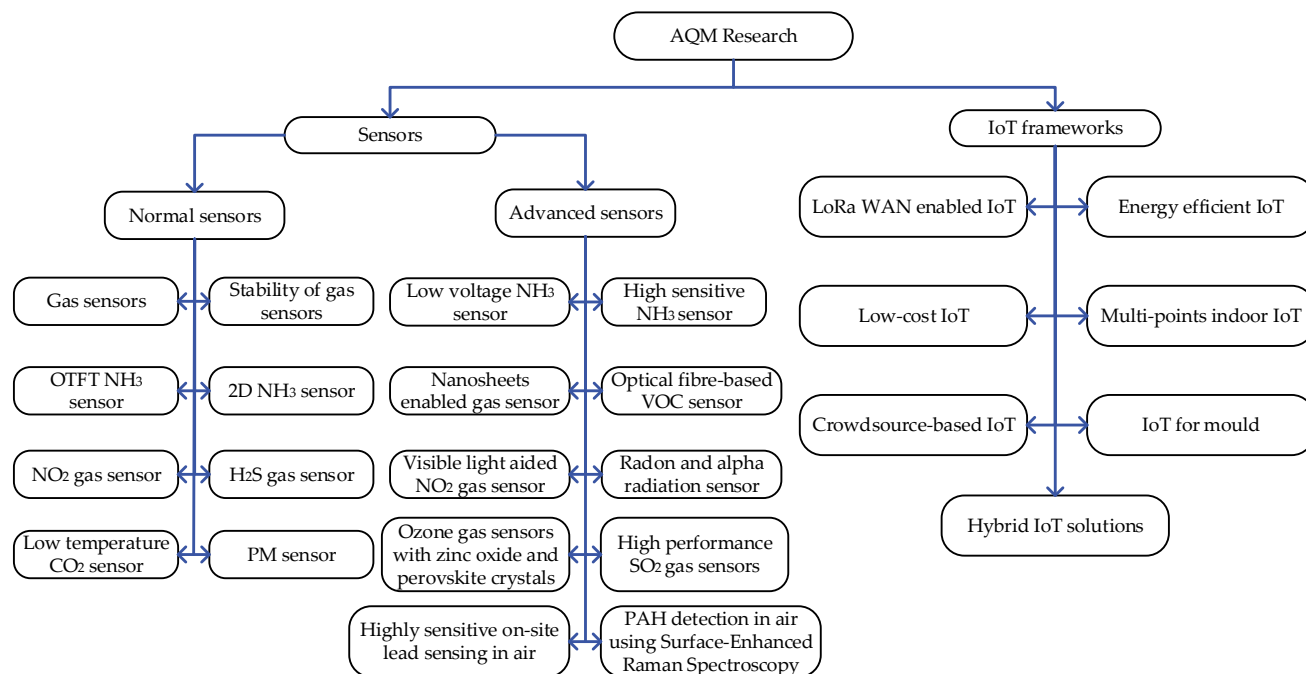 AQM Research
Sensors
IoT frameworks
Normal sensors
Advanced sensors
LoRa WAN enabled IoT
Energy efficient IoT
Gas sensors
Stability of gas
sensors
Low voltage NH3
sensor
High sensitive
NH3 sensor
Low-cost IoT
Multi-points indoor IoT
OTFT NH3
sensor
2D NH3 sensor
Nanosheets
enabled gas sensor
Optical fibre-based
VOC sensor
Crowdsource-based IoT
IoT for mould
NO2 gas sensor
H2S gas sensor
Visible light aided
NO2 gas sensor
Radon and alpha
radiation sensor
Hybrid IoT solutions
Low temperature
CO2 sensor
PM sensor
Ozone gas sensors
with zinc oxide and
perovskite crystals
High performance
SO2 gas sensors
Highly sensitive on-site
lead sensing in air
PAH detection in air
using Surface-Enhanced
Raman Spectroscopy